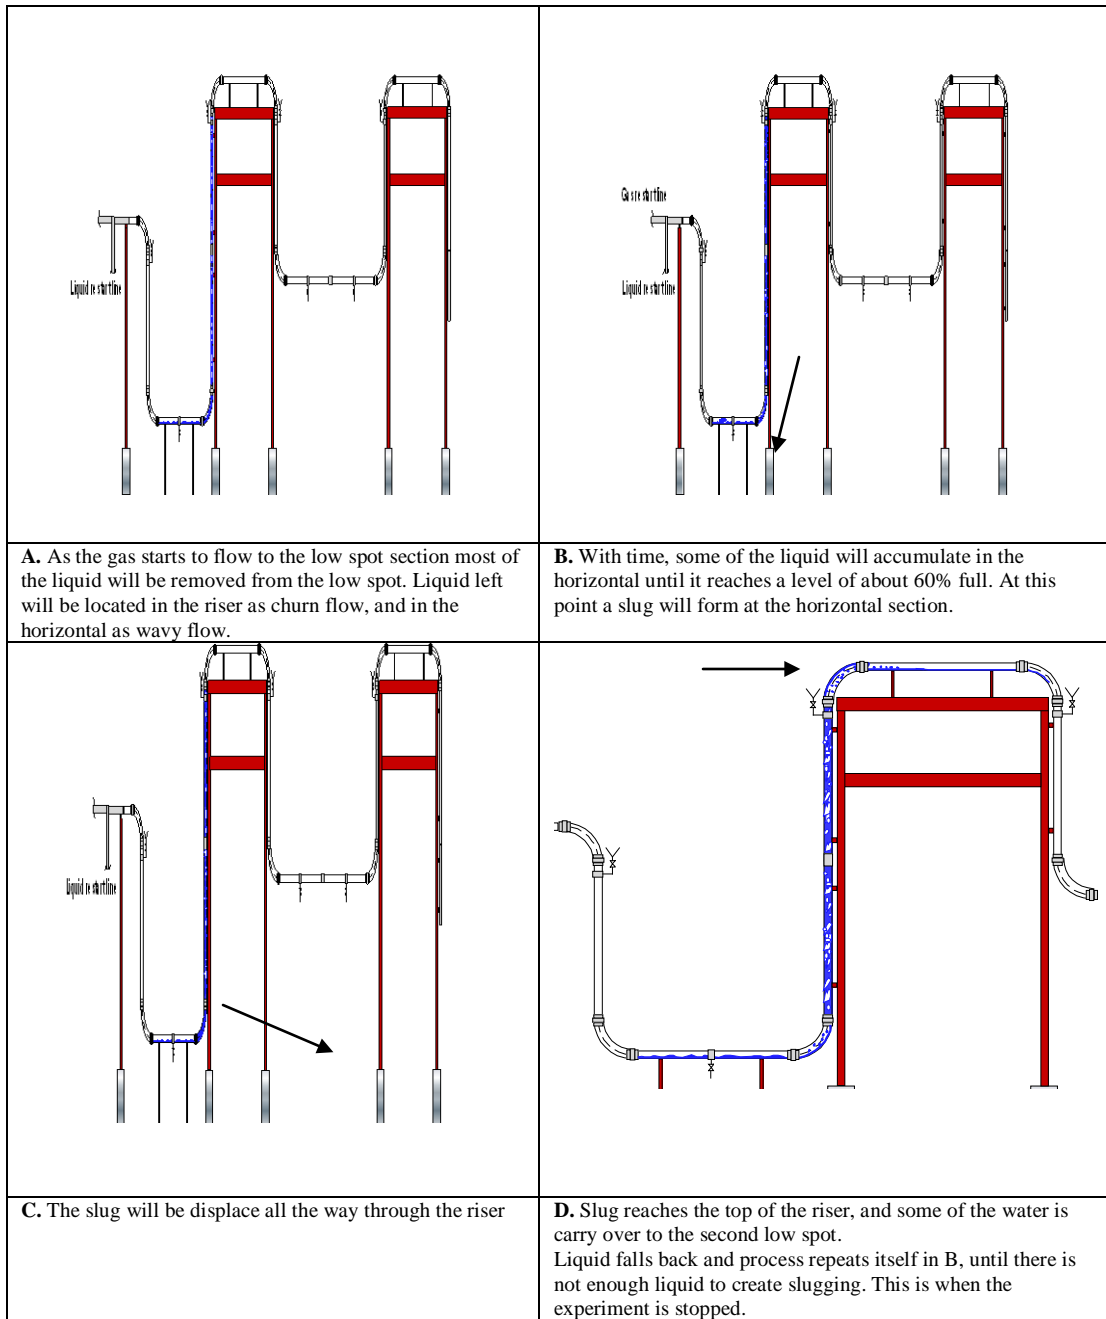 Liquid re startline
Gas re startline
Liquid re startline
A. As the gas starts to flow to the low spot section most of
the liquid will be removed from the low spot. Liquid left
will be located in the riser as churn flow, and in the
horizontal as wavy flow.
B. With time, some of the liquid will accumulate in the
horizontal until it reaches a level of about 60% full. At this
point a slug will form at the horizontal section.
Liquid re startline
C. The slug will be displace all the way through the riser
D. Slug reaches the top of the riser, and some of the water is
carry over to the second low spot.
Liquid falls back and process repeats itself in B, until there is
not enough liquid to create slugging. This is when the
experiment is stopped.